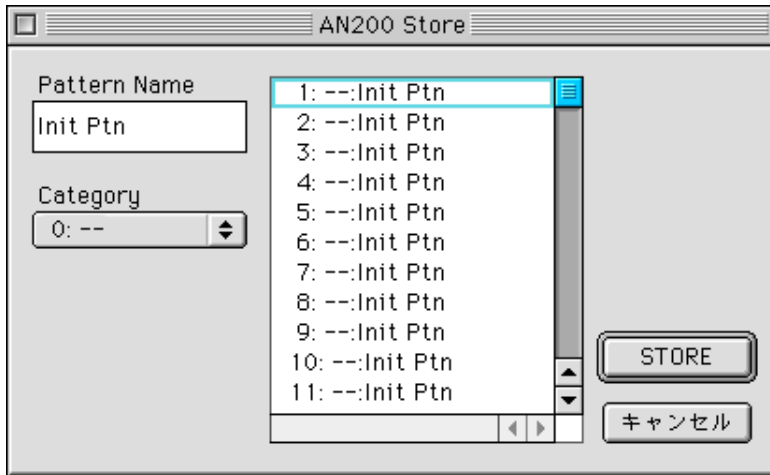 AN200 Store
Pattern Name
Init Ptn
Category
0: --
1: --:Init Ptn
2: --:Init Ptn
3: --:Init Ptn
4: --:Init Ptn
5: --:Init Ptn
6: --:Init Ptn
7: --:Init Ptn
8: --:Init Ptn
9: --:Init Ptn
10: --:Init Ptn
11: --:Init Ptn
STORE
キャンセル